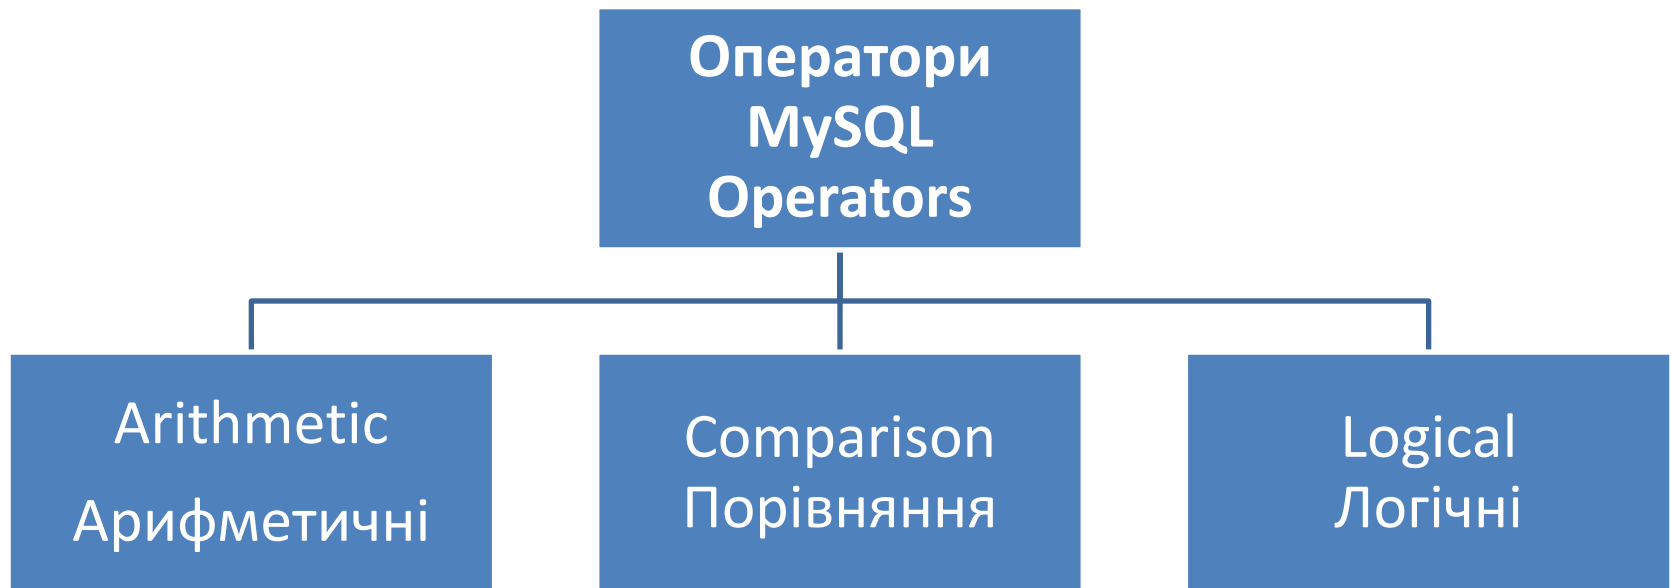 Оператори
MySQL
Operators
Arithmetic
Арифметичні
Comparison
Порівняння
Logical
Логічні